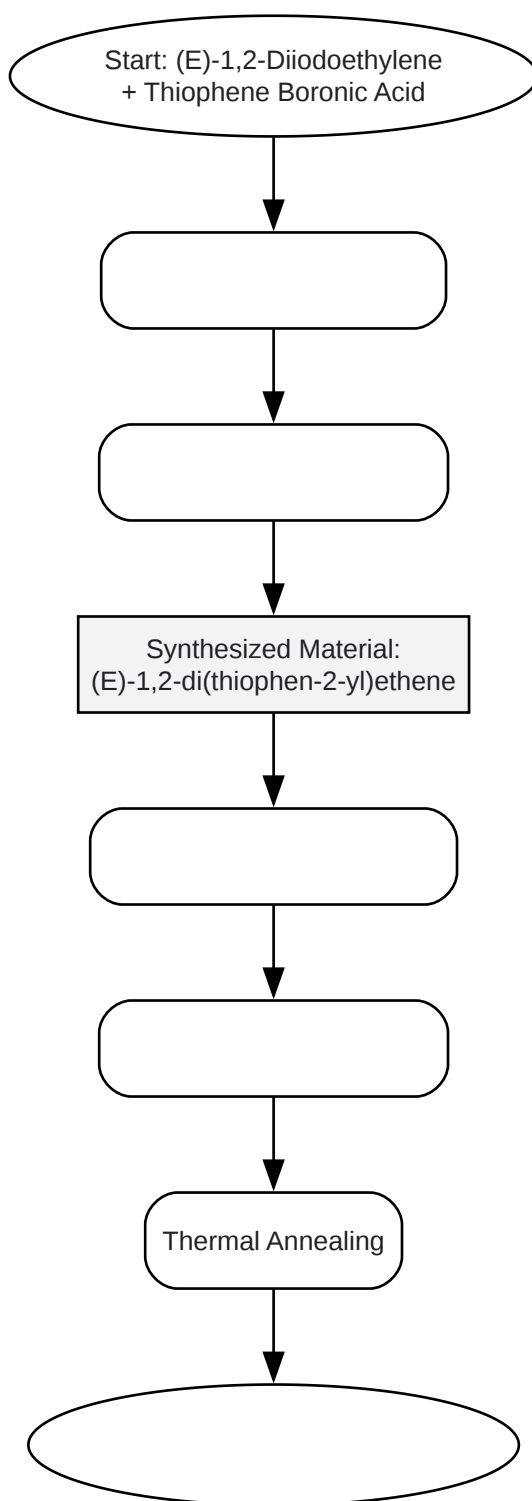 Start: (E)-1,2-Diiodoethylene
+ Thiophene Boronic Acid
Synthesized Material:
(E)-1,2-di(thiophen-2-yl)ethene
Thermal Annealing